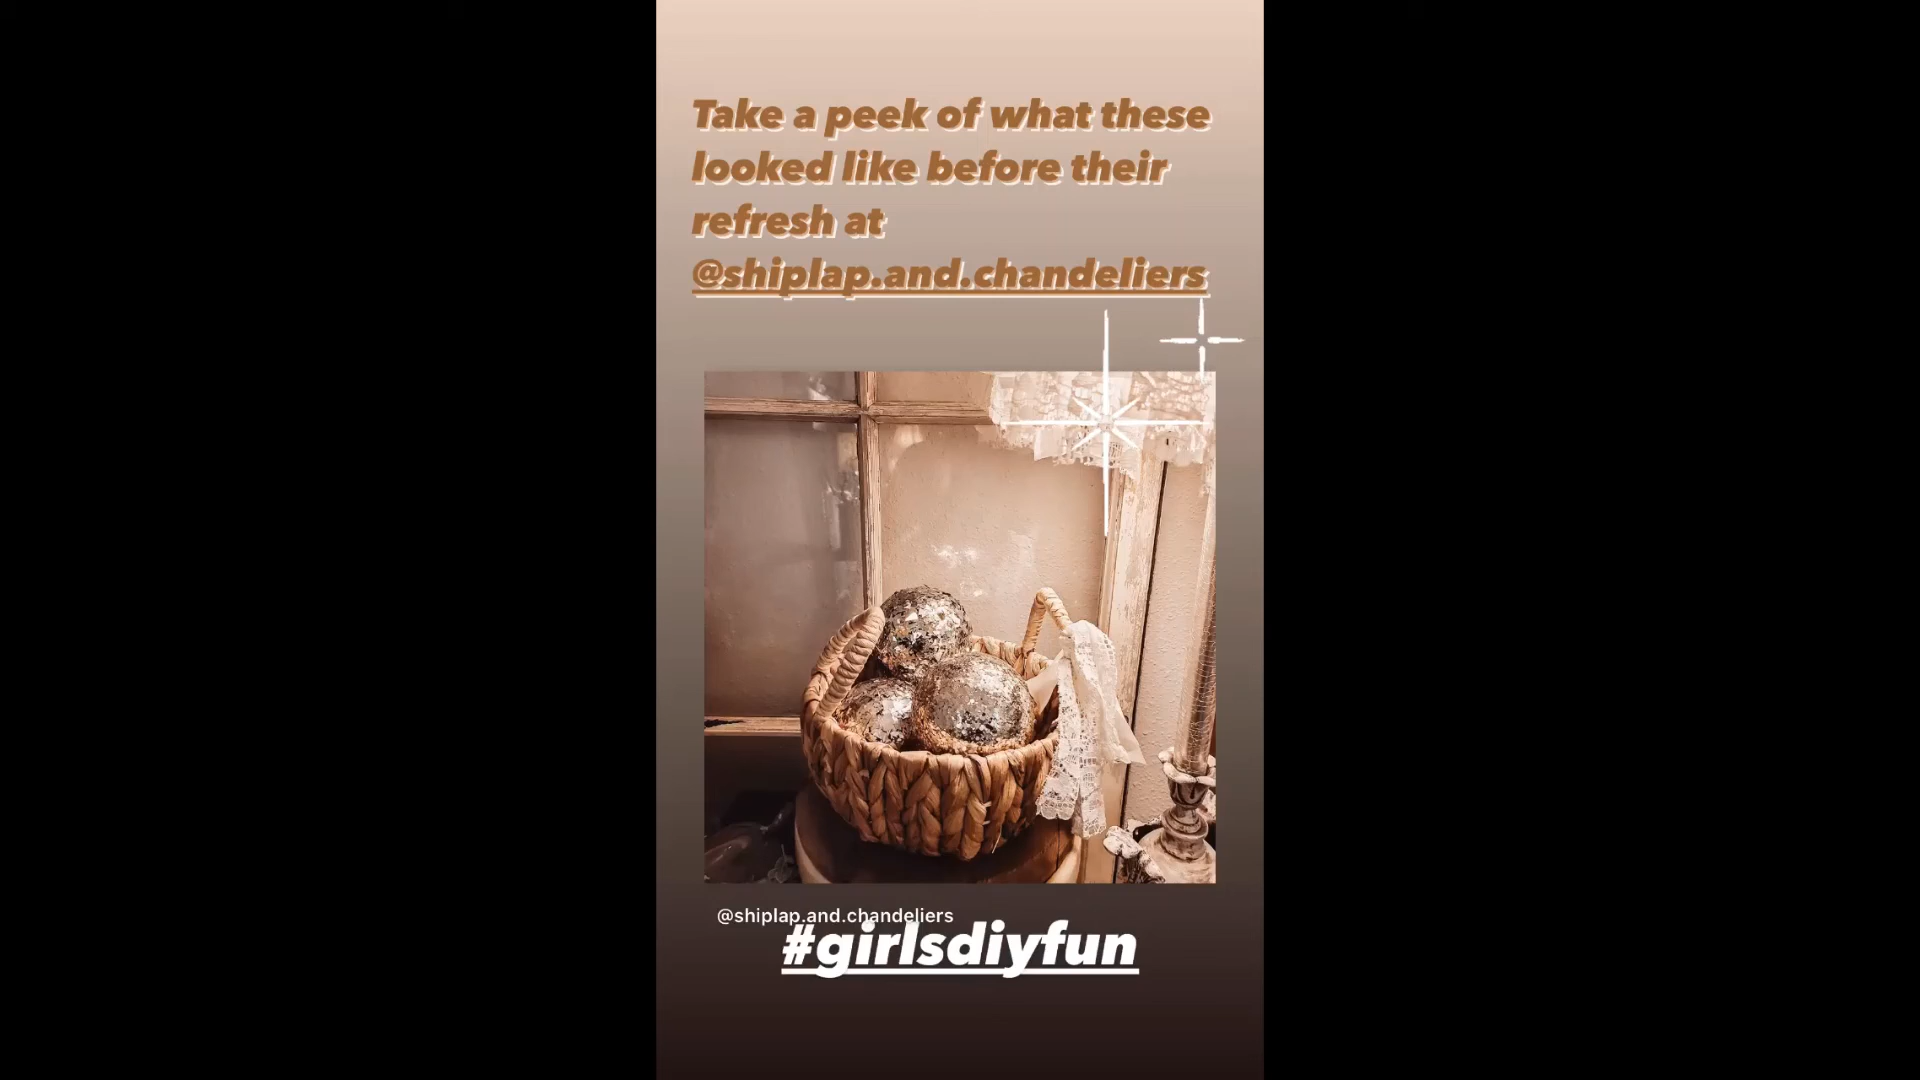 Take a peek of what these
looked like before their
refresh at
@shiplap.and.chandeliers
@shiplap.and.chandeliers
#girlsdiyfun